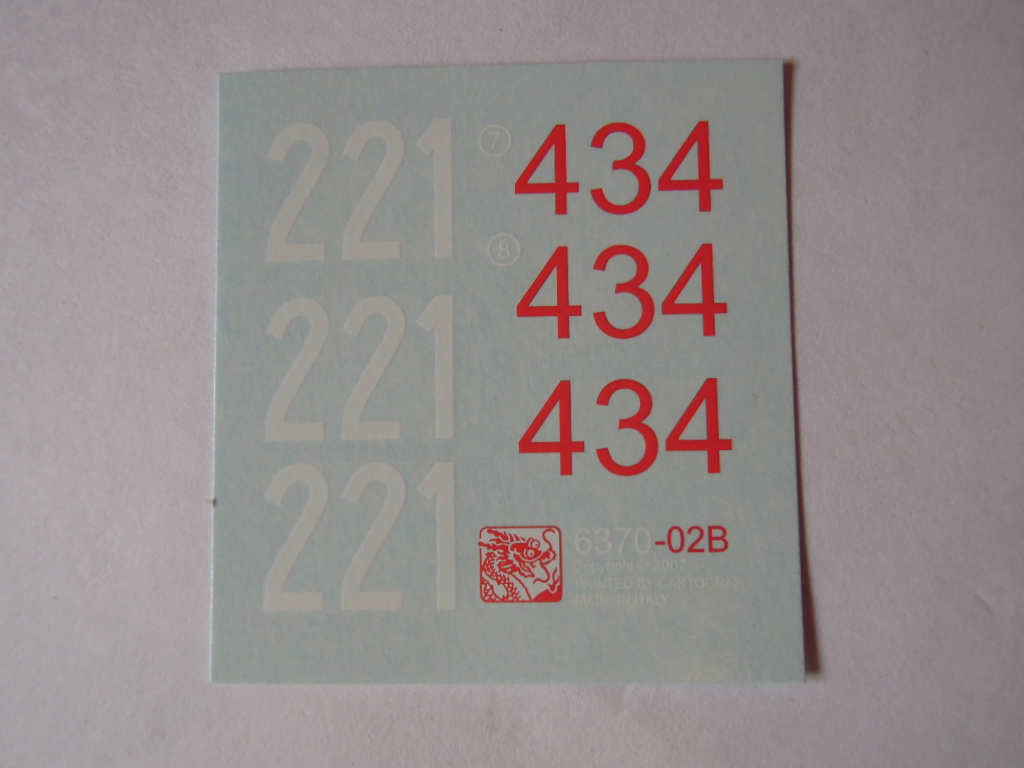 221 ⑦ 434
⑧
434
221
434
221
6370-02B
Copyright © 2007
PRINTED BY CARTOGRAF
MADE IN ITALY